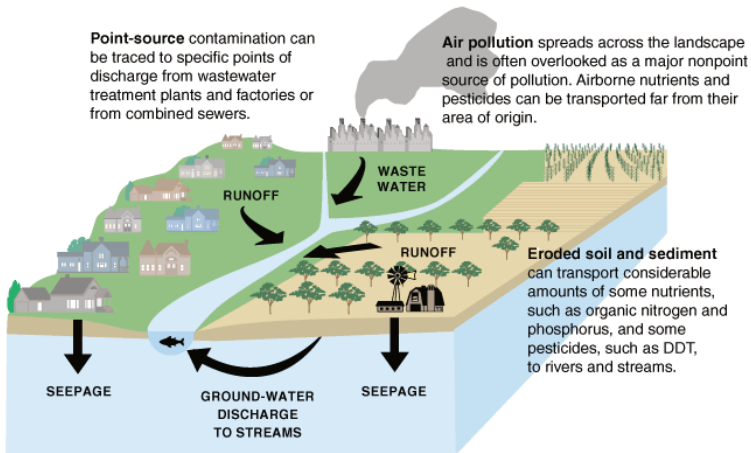 Point-source contamination can
be traced to specific points of
discharge from wastewater
treatment plants and factories or
from combined sewers.
Air pollution spreads across the landscape
and is often overlooked as a major nonpoint
source of pollution. Airborne nutrients and
pesticides can be transported far from their
area of origin.
WASTE
WATER
RUNOFF
RUNOFF
Eroded soil and sediment
can transport considerable
amounts of some nutrients,
such as organic nitrogen and
phosphorus, and some
pesticides, such as DDT,
to rivers and streams.
SEEPAGE
GROUND-WATER
DISCHARGE
TO STREAMS
SEEPAGE